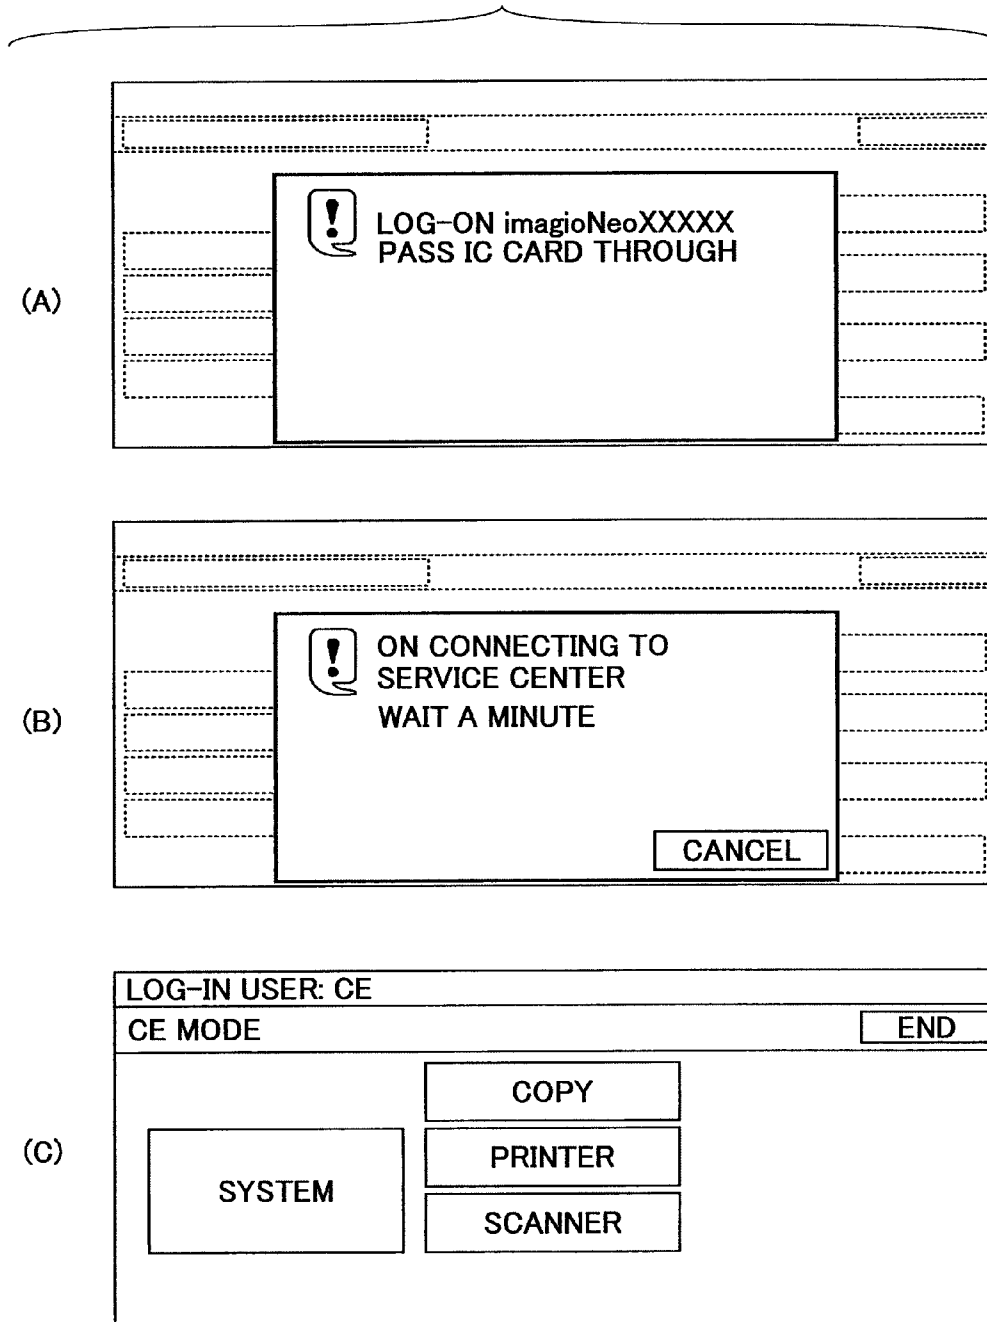 (A)
LOG-ON imagioNeoXXXXX
PASS IC CARD THROUGH
(B)
ON CONNECTING TO
SERVICE CENTER
WAIT A MINUTE
CANCEL
(C)
LOG-IN USER: CE
CE MODE
END
COPY
SYSTEM
PRINTER
SCANNER